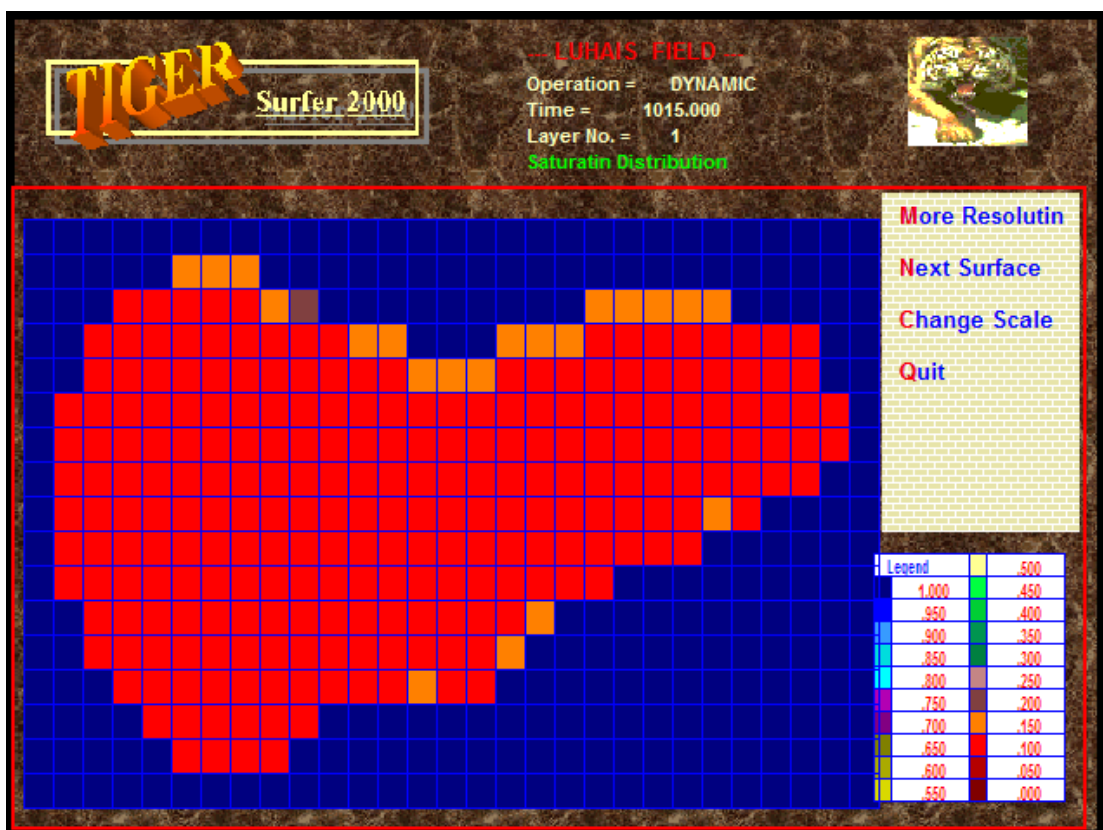 TIGER
Surfer 2000
--- LUHAIS FIELD ---
Operation = DYNAMIC
Time = 1015.000
Layer No. = 1
Saturatin Distribution
More Resolutin
Next Surface
Change Scale
Quit
Legend .500
1.000 .450
.950 .400
.900 .350
.850 .300
.800 .250
.750 .200
.700 .150
.650 .100
.600 .050
.550 .000